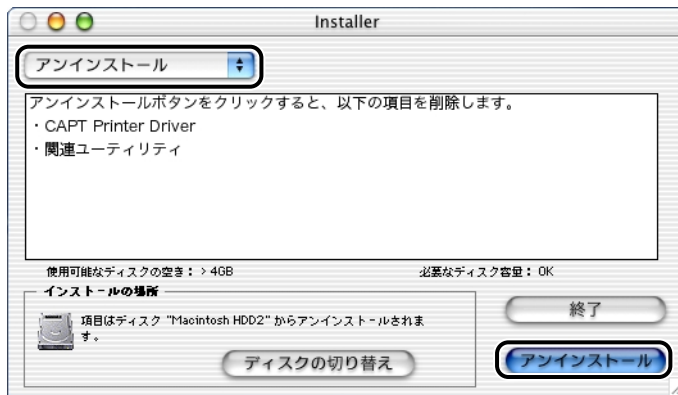 Installer
アンインストール
アンインストールボタンをクリックすると、以下の項目を削除します。
・CAPT Printer Driver
・関連ユーティリティ
使用可能なディスクの空き：> 4GB
必要なディスク容量：OK
インストールの場所
項目はディスク "Macintosh HDD2" からアンインストールされま
す。
ディスクの切り替え
終了
アンインストール